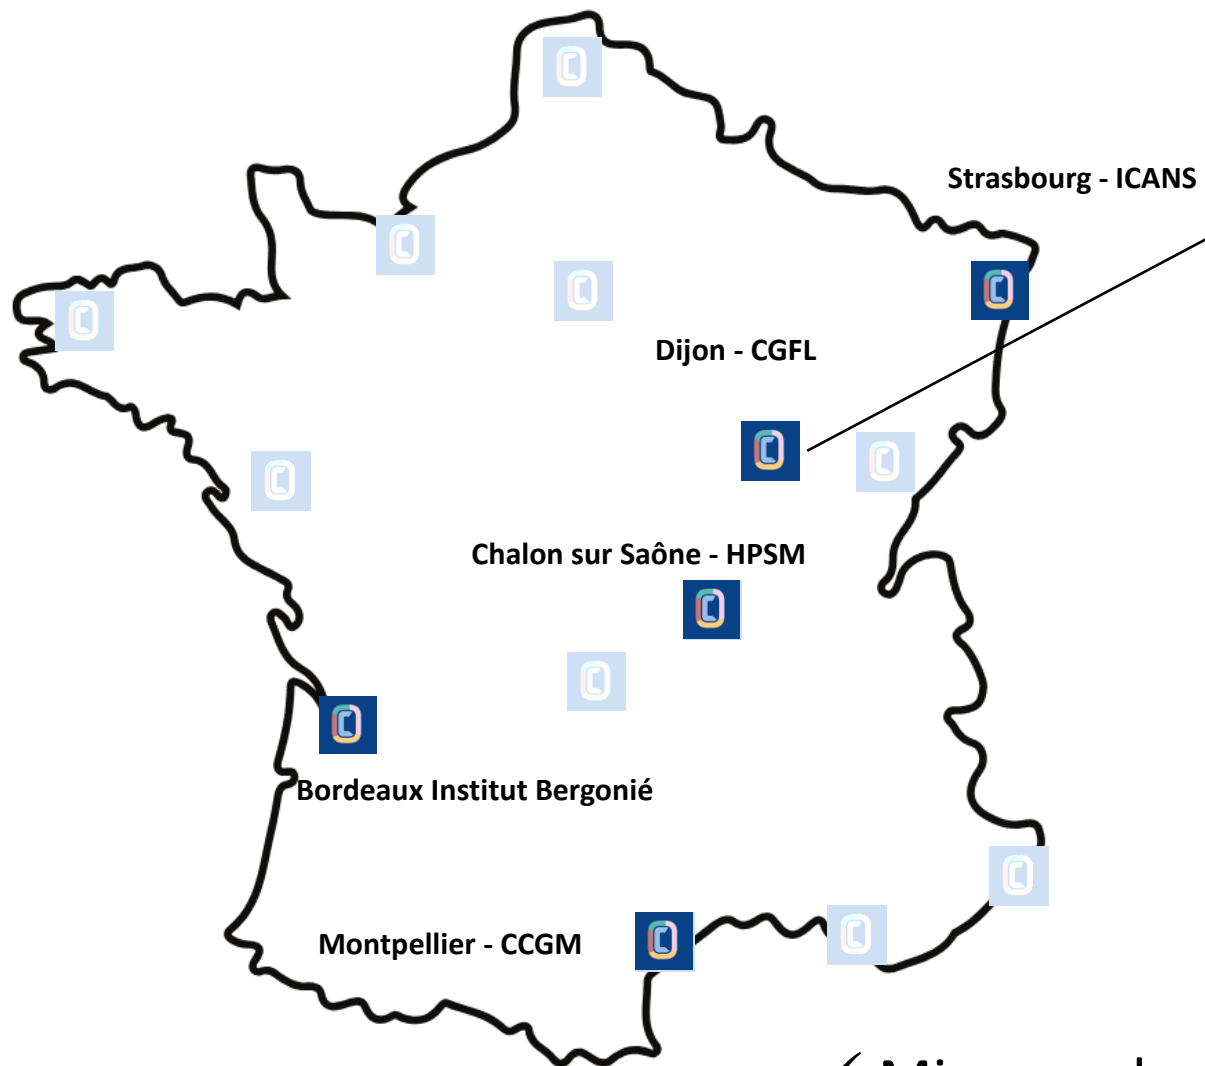 Strasbourg - ICANS
Dijon - CGFL
Chalon sur Saône - HPSM
Bordeaux Institut Bergonié
Montpellier - CCGM